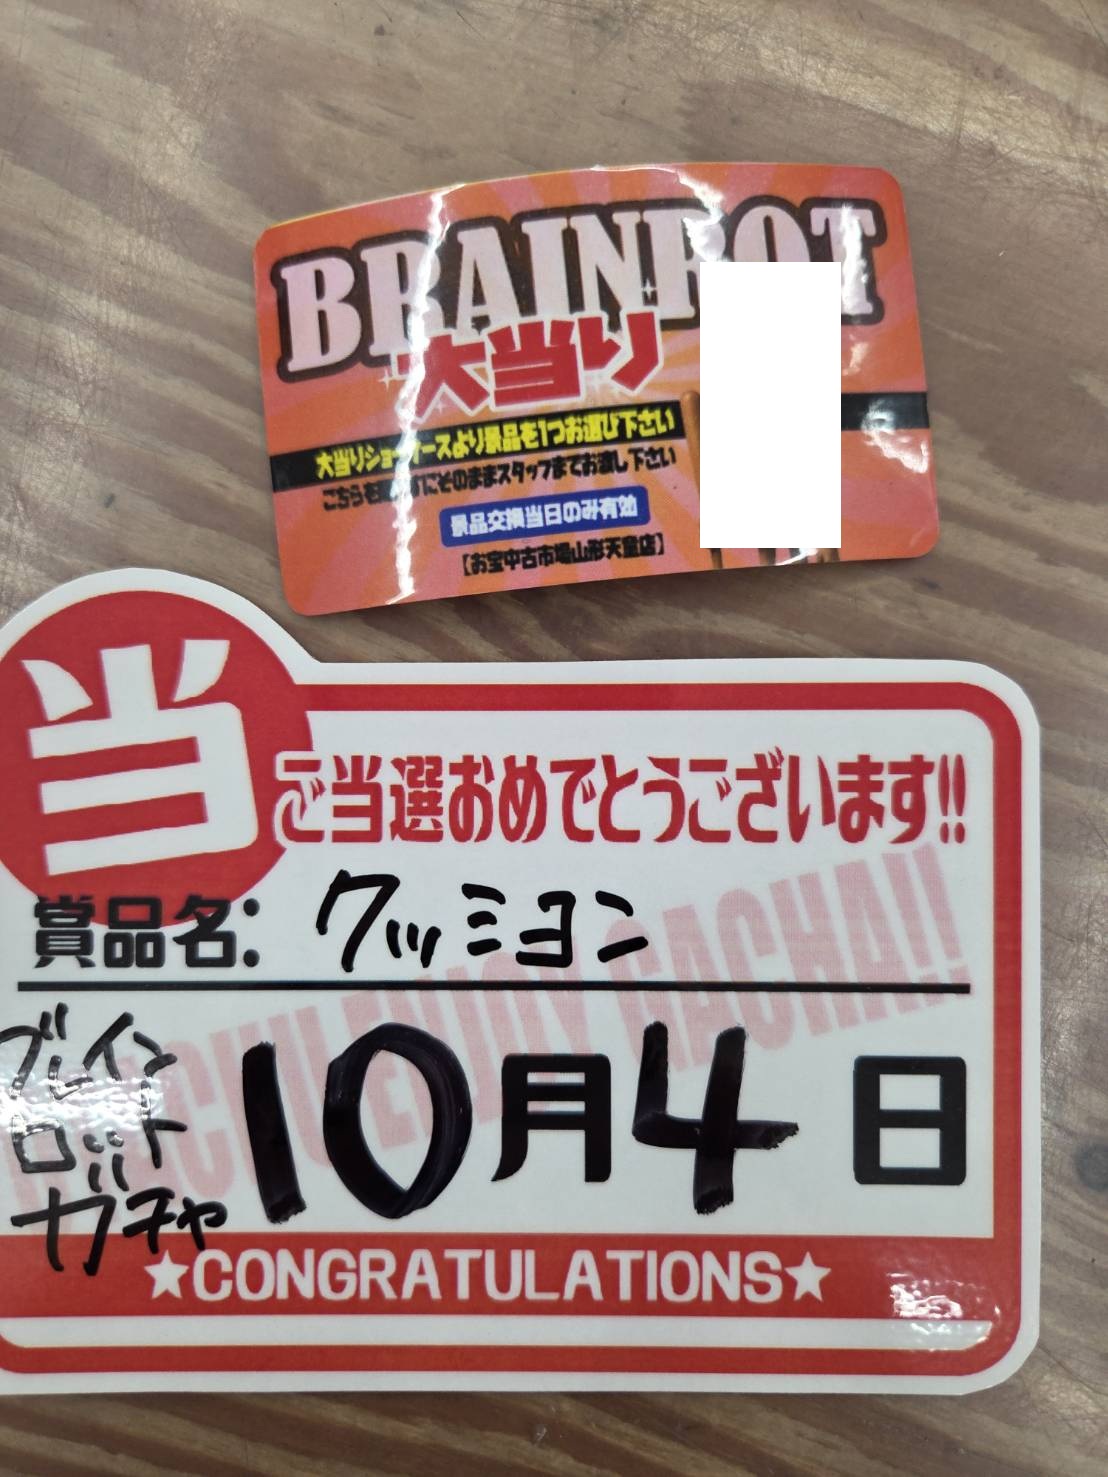 BRAINROT
大当り
大当りショーケースより景品を1つお選び下さい
にそのままスタッフまでお渡し下さい
景品交換当日のみ有効
【お宝中古市場山形天童店】
当
ご当選おめでとうございます!!
賞品名: クッション
ENJOY GACHA!!
ブレイン
ロット
ガチャ
10月4日
★CONGRATULATIONS★